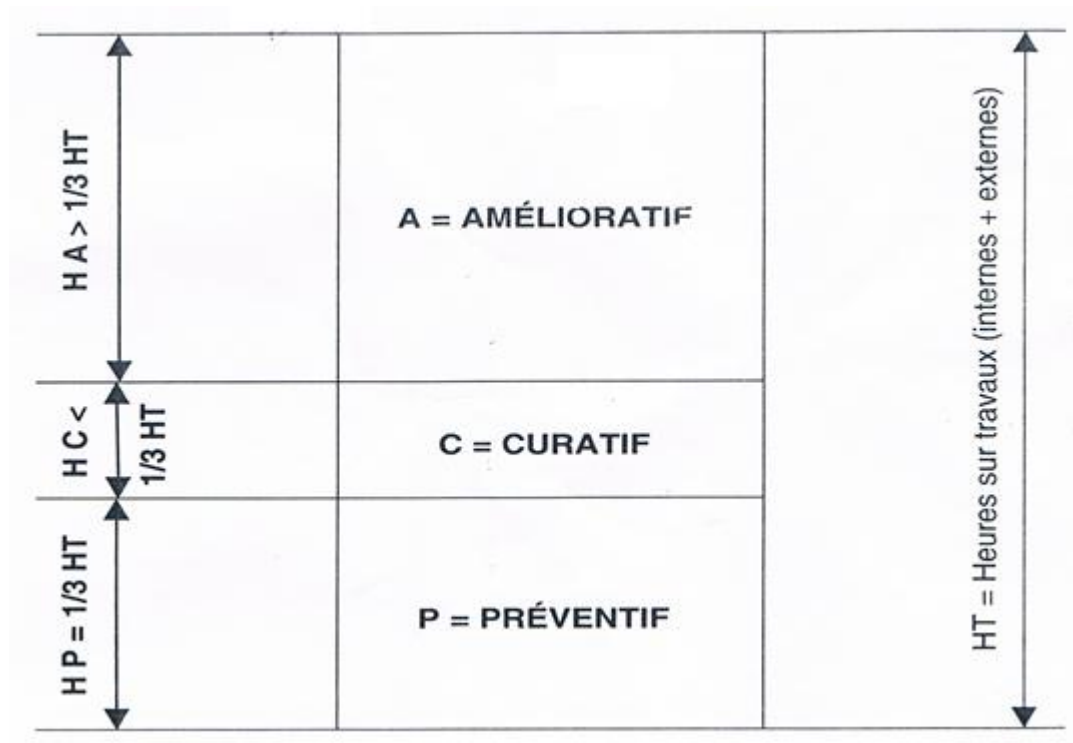 H A > 1/3 HT
A = AMÉLIORATIF
H C <
1/3 HT
C = CURATIF
H P = 1/3 HT
P = PRÉVENTIF
HT = Heures sur travaux (internes + externes)